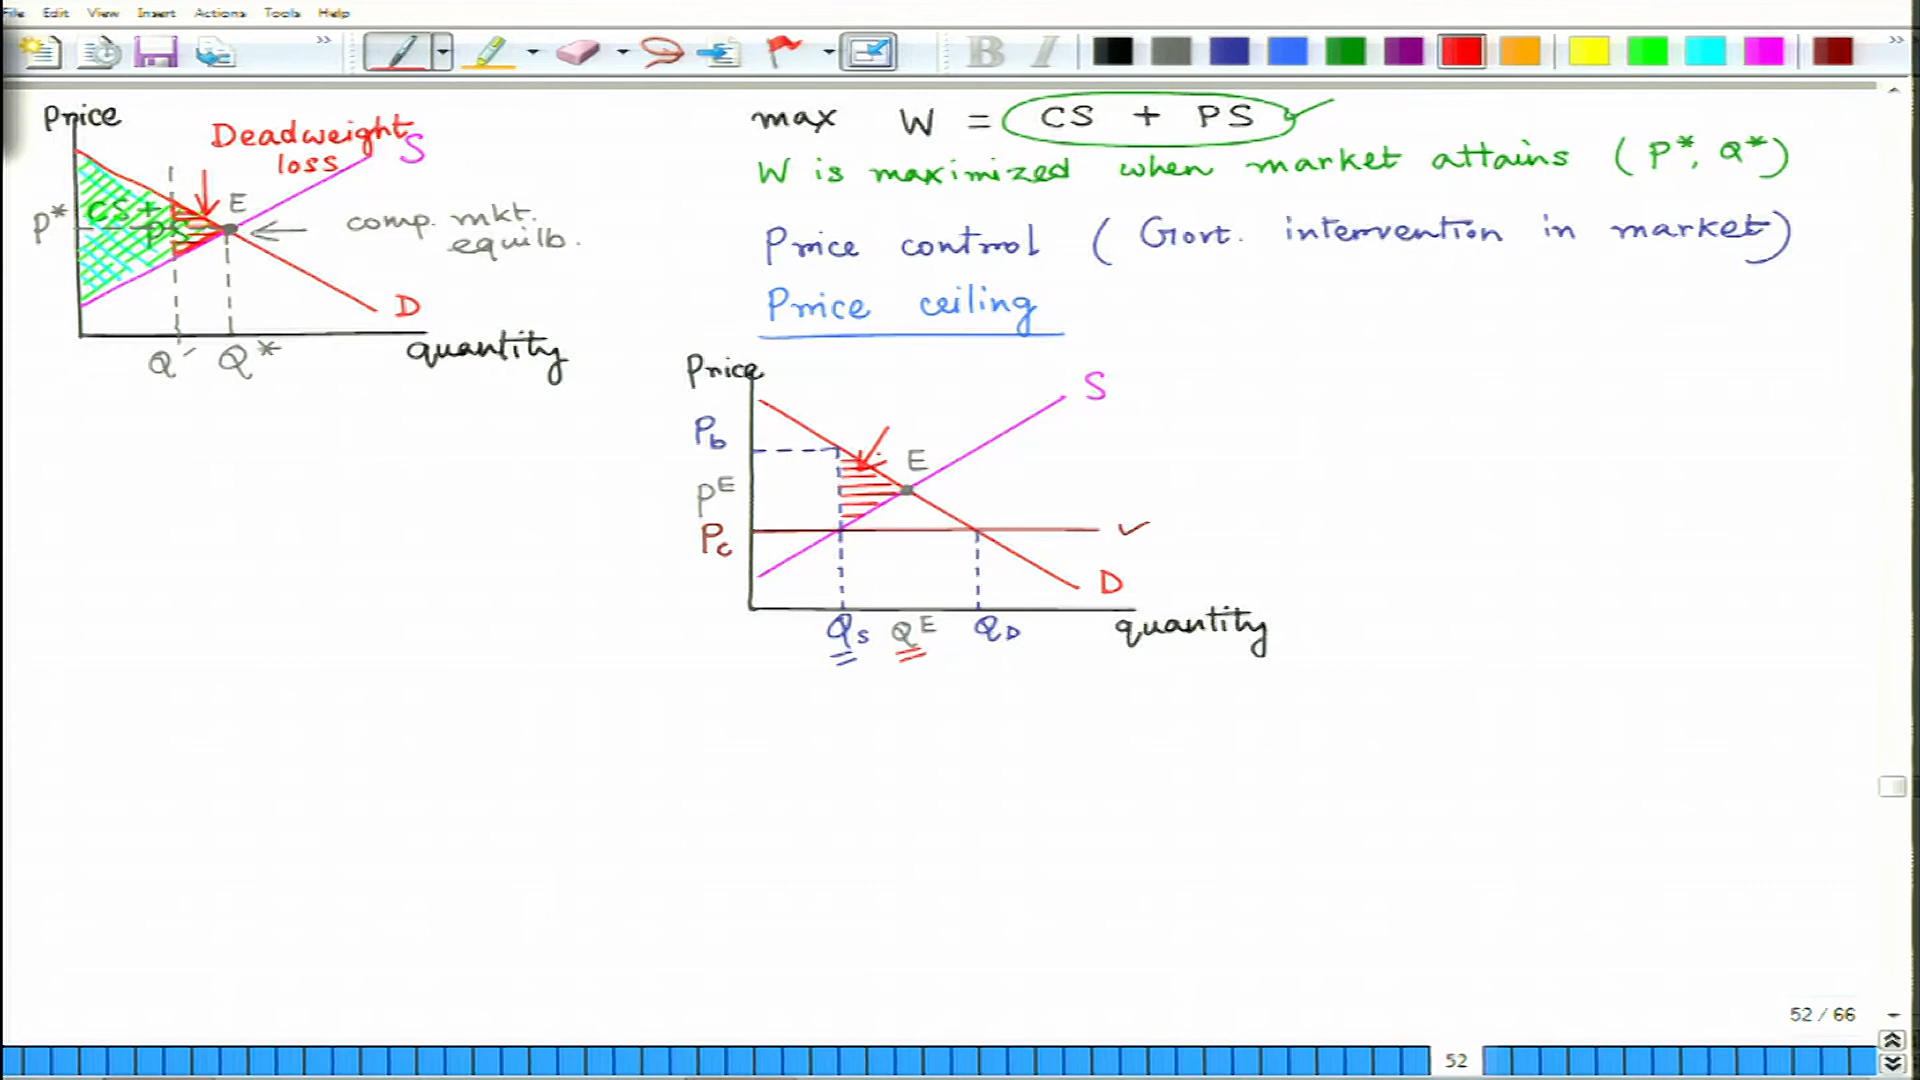 File Edit View Insert Actions Tools Help
B I
Price
Deadweight
loss
S
P*
CS +
PS
E
comp. mkt.
equilb.
D
Q' Q*
quantity
max W = CS + PS
W is maximized when market attains (P*, Q*)
Price control (Govt. intervention in market)
Price ceiling
Price
S
Pb
E
PE
Pc
D
Qs QE QD
quantity
52 / 66
52